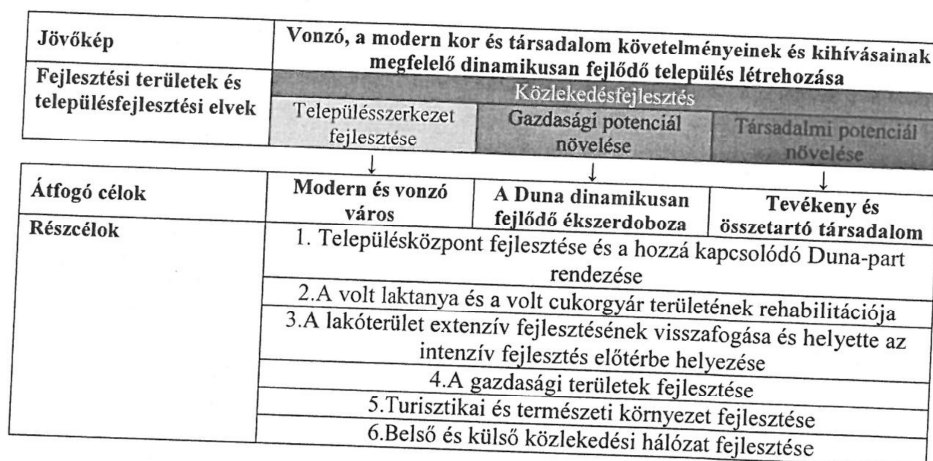 Jövőkép
Vonzó, a modern kor és társadalom követelményeinek és kihívásainak
megfelelő dinamikusan fejlődő település létrehozása
Fejlesztési területek és
településfejlesztési elvek
Közlekedésfejlesztés
Településszerkezet
fejlesztése
Gazdasági potenciál
növelése
Társadalmi potenciál
növelése
Átfogó célok
Modern és vonzó
város
A Duna dinamikusan
fejlődő ékszerdoboza
Tevékeny és
összetartó társadalom
Részcélok
1. Településközpont fejlesztése és a hozzá kapcsolódó Duna-part
rendezése
2.A volt laktanya és a volt cukorgyár területének rehabilitációja
3.A lakóterület extenzív fejlesztésének visszafogása és helyette az
intenzív fejlesztés előtérbe helyezése
4.A gazdasági területek fejlesztése
5.Turisztikai és természeti környezet fejlesztése
6.Belső és külső közlekedési hálózat fejlesztése